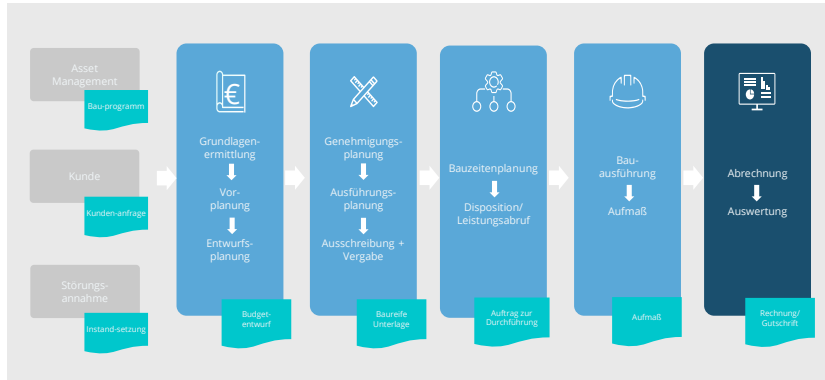 Asset
Management
Bau-programm
Kunde
Kunden-anfrage
Störungs-
annahme
Instand-setzung
€
Grundlagen-
ermittlung
Vor-
planung
Entwurfs-
planung
Budget-
entwurf
Genehmigungs-
planung
Ausführungs-
planung
Ausschreibung +
Vergabe
Baureife
Unterlage
Bauzeitenplanung
Disposition/
Leistungsabruf
Auftrag zur
Durchführung
Bau-
ausführung
Aufmaß
Aufmaß
Abrechnung
Auswertung
Rechnung/
Gutschrift